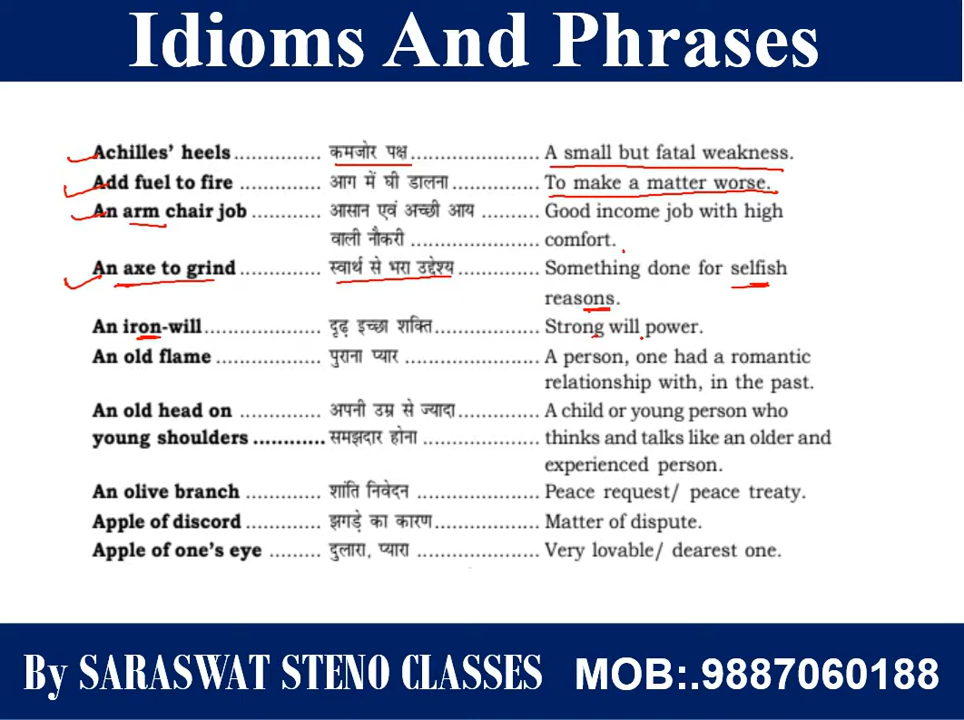 Idioms And Phrases
Achilles' heels ............... कमजोर पक्ष ...................... A small but fatal weakness.
Add fuel to fire .............. आग में घी डालना .............. To make a matter worse.
An arm chair job ............ आसान एवं अच्छी आय .......... Good income job with high
वाली नौकरी ...................... comfort.
An axe to grind .............. स्वार्थ से भरा उद्देश्य .............. Something done for selfish
reasons.
An iron-will .................... दृढ़ इच्छा शक्ति .................. Strong will power.
An old flame .................. पुराना प्यार ...................... A person, one had a romantic
relationship with, in the past.
An old head on .............. अपनी उम्र से ज्यादा .............. A child or young person who
young shoulders ............ समझदार होना .................... thinks and talks like an older and
experienced person.
An olive branch ............. शांति निवेदन .................... Peace request/ peace treaty.
Apple of discord ............ झगड़े का कारण .................. Matter of dispute.
Apple of one's eye ......... दुलारा, प्यारा ..................... Very lovable/ dearest one.
By SARASWAT STENO CLASSES MOB:.9887060188